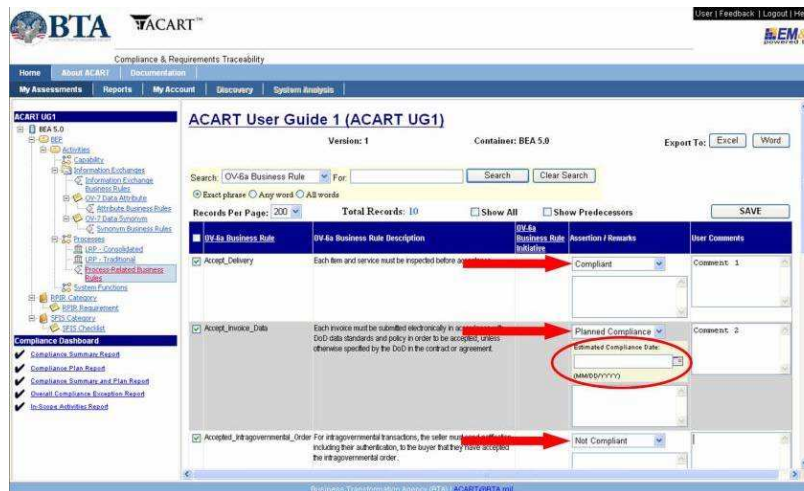 User | Feedback | Logout | He
BTA
ACART™
EM
powered
Compliance & Requirements Traceability
Home
About ACART
Documentation
My Assessments
Reports
My Account
Discovery
System Analysis
ACART UG1
BEA 5.0
BEE
Activities
Capability
Information Exchanges
Information Exchange
Business Rules
OV-7 Data Attribute
Attribute Business Rules
OV-7 Data Synonym
Synonym Business Rules
Processes
LRP - Consolidated
LRP - Traditional
Process-Related Business
Rules
System Functions
RPIR Category
RPIR Requirement
SFIS Category
SFIS Checklist
Compliance Dashboard
Compliance Summary Report
Compliance Plan Report
Compliance Summary and Plan Report
Overall Compliance Exception Report
In-Scope Activities Report
ACART User Guide 1 (ACART UG1)
Version: 1
Container: BEA 5.0
Export To:
Excel
Word
Search:
OV-6a Business Rule
For:
Search
Clear Search
Exact phrase
Any word
All words
Records Per Page:
200
Total Records: 10
Show All
Show Predecessors
SAVE
OV-6a Business Rule
OV-6a Business Rule Description
OV-6a
Business Rule
Initiative
Assertion / Remarks
User Comments
Accept_Delivery
Each item and service must be inspected before
Compliant
Comment 1
Accept_Invoice_Data
Each invoice must be submitted electronically in
DoD data standards and policy in order to be accepted, unless
otherwise specified by the DoD in the contract or agreement.
Planned Compliance
Estimated Compliance Date:
(MM/DD/YYYY)
Comment 2
Accepted_Intragovernmental_Order
For intragovernmental transactions, the seller must
including their authentication, to the buyer that they have accepted
the intragovernmental order.
Not Compliant
Business Transformation Agency (BTA) ACART@BTA.mil